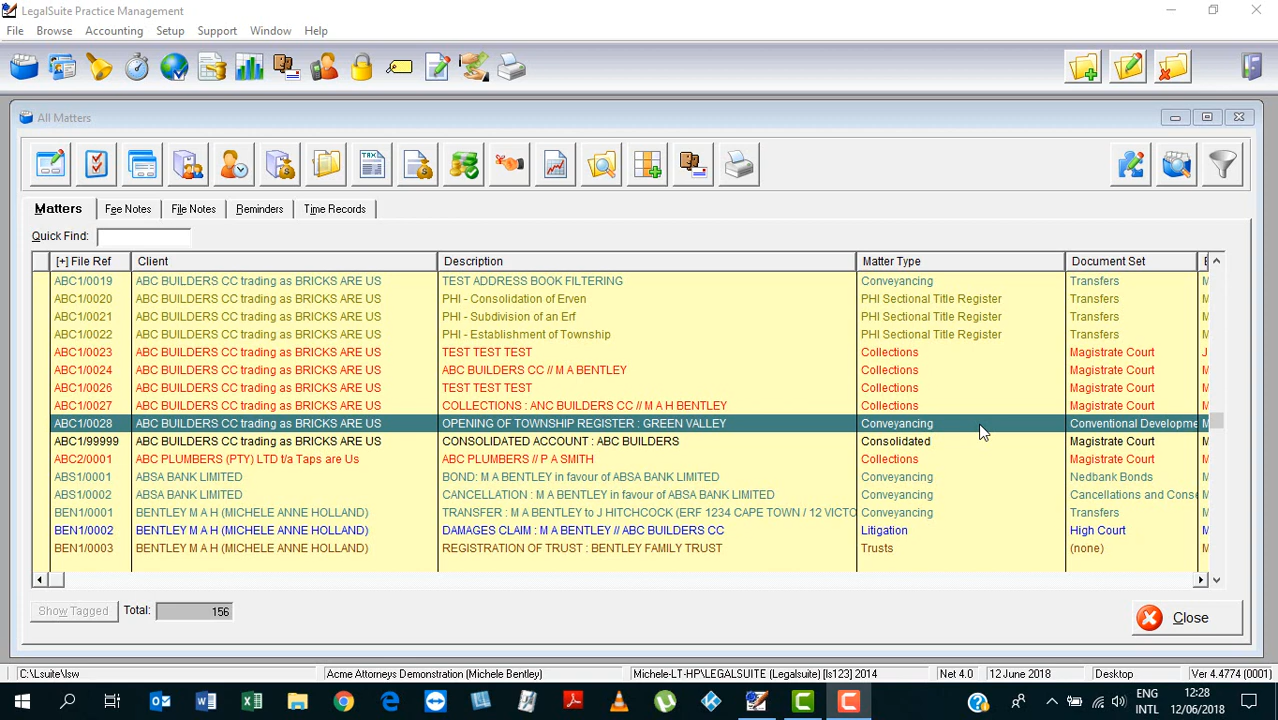 LegalSuite Practice Management
File Browse Accounting Setup Support Window Help
All Matters
TAX
Matters Fee Notes File Notes Reminders Time Records
Quick Find:
[+] File Ref Client Description Matter Type Document Set
ABC1/0019 ABC BUILDERS CC trading as BRICKS ARE US TEST ADDRESS BOOK FILTERING Conveyancing Transfers M
ABC1/0020 ABC BUILDERS CC trading as BRICKS ARE US PHI - Consolidation of Erven PHI Sectional Title Register Transfers M
ABC1/0021 ABC BUILDERS CC trading as BRICKS ARE US PHI - Subdivision of an Erf PHI Sectional Title Register Transfers M
ABC1/0022 ABC BUILDERS CC trading as BRICKS ARE US PHI - Establishment of Township PHI Sectional Title Register Transfers M
ABC1/0023 ABC BUILDERS CC trading as BRICKS ARE US TEST TEST TEST Collections Magistrate Court J
ABC1/0024 ABC BUILDERS CC trading as BRICKS ARE US ABC BUILDERS CC // M A BENTLEY Collections Magistrate Court M
ABC1/0026 ABC BUILDERS CC trading as BRICKS ARE US TEST TEST TEST Collections Magistrate Court M
ABC1/0027 ABC BUILDERS CC trading as BRICKS ARE US COLLECTIONS : ANC BUILDERS CC // M A H BENTLEY Collections Magistrate Court M
ABC1/0028 ABC BUILDERS CC trading as BRICKS ARE US OPENING OF TOWNSHIP REGISTER : GREEN VALLEY Conveyancing Conventional Developme M
ABC1/99999 ABC BUILDERS CC trading as BRICKS ARE US CONSOLIDATED ACCOUNT : ABC BUILDERS Consolidated Magistrate Court M
ABC2/0001 ABC PLUMBERS (PTY) LTD t/a Taps are Us ABC PLUMBERS // P A SMITH Collections Magistrate Court M
ABS1/0001 ABSA BANK LIMITED BOND: M A BENTLEY in favour of ABSA BANK LIMITED Conveyancing Nedbank Bonds M
ABS1/0002 ABSA BANK LIMITED CANCELLATION : M A BENTLEY in favour of ABSA BANK LIMITED Conveyancing Cancellations and Conse M
BEN1/0001 BENTLEY M A H (MICHELE ANNE HOLLAND) TRANSFER : M A BENTLEY to J HITCHCOCK (ERF 1234 CAPE TOWN / 12 VICTO Conveyancing Transfers M
BEN1/0002 BENTLEY M A H (MICHELE ANNE HOLLAND) DAMAGES CLAIM : M A BENTLEY // ABC BUILDERS CC Litigation High Court M
BEN1/0003 BENTLEY M A H (MICHELE ANNE HOLLAND) REGISTRATION OF TRUST : BENTLEY FAMILY TRUST Trusts (none) M
Show Tagged Total: 156 Close
C:\Lsuite\lsw Acme Attorneys Demonstration (Michele Bentley) Michele-LT-HP\LEGALSUITE (Legalsuite) [ls123] 2014 Net 4.0 12 June 2018 Desktop Ver 4.4774 (0001)
ENG 12:28
INTL 12/06/2018